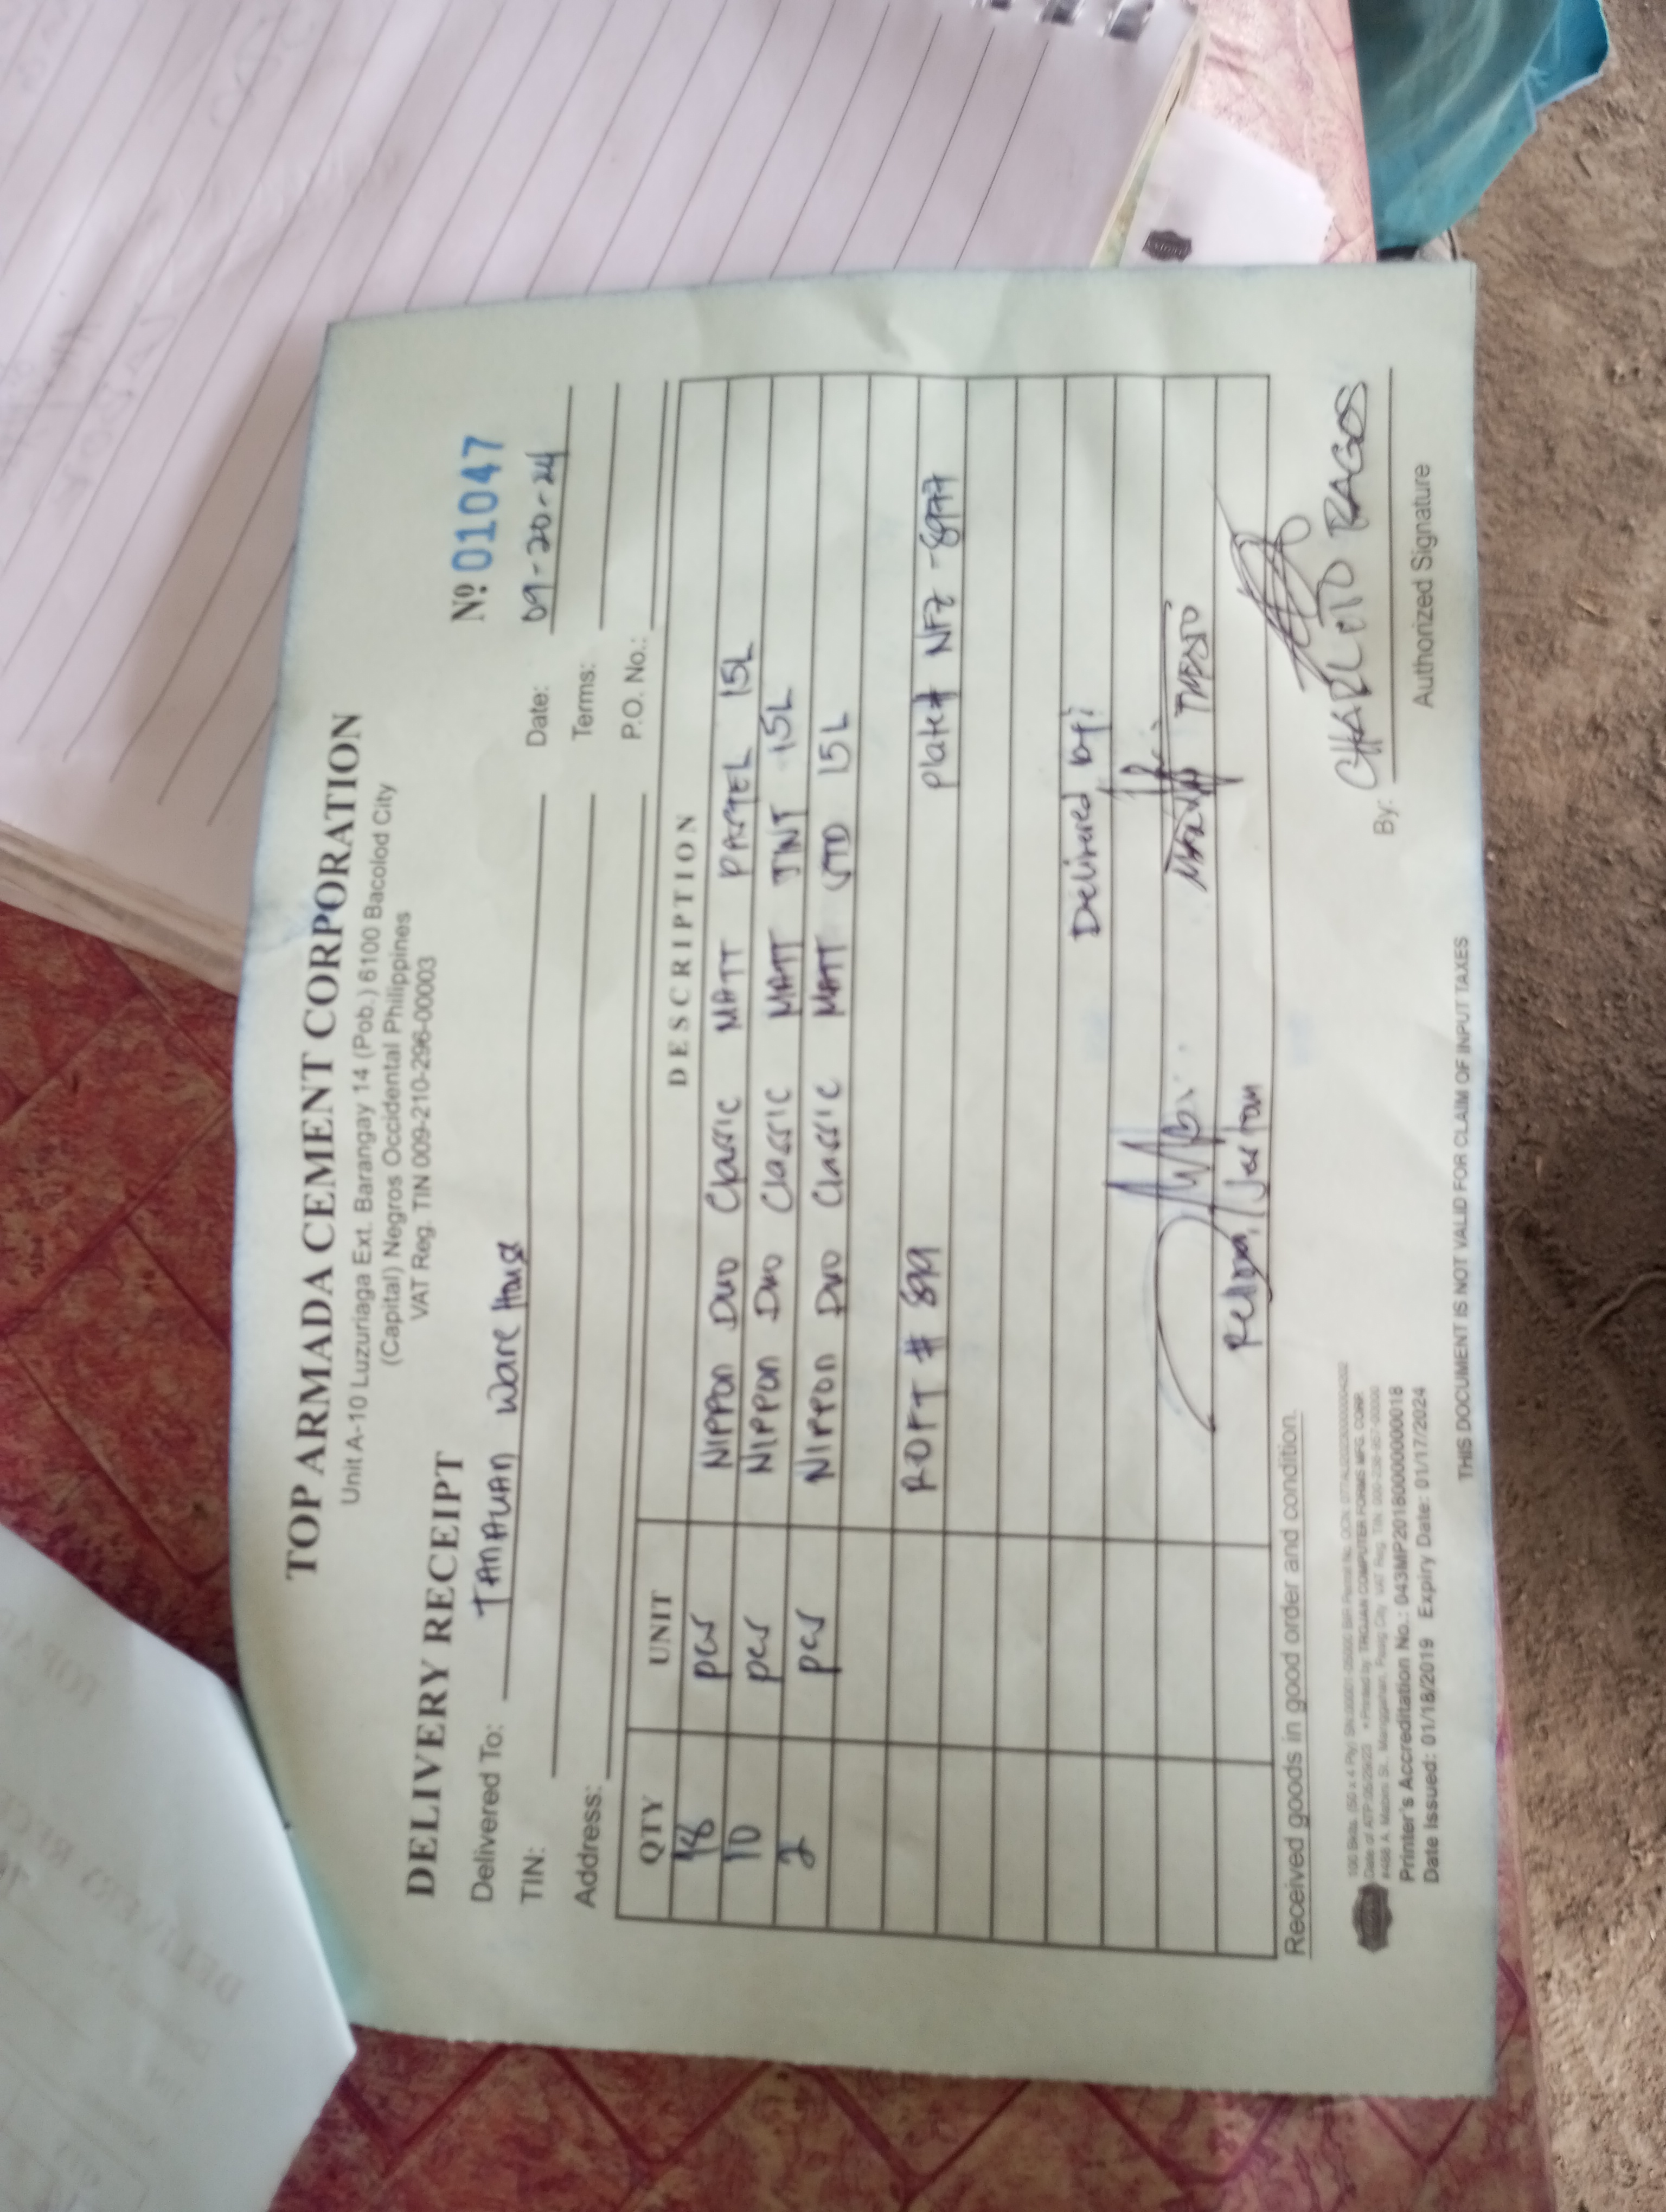 TOP ARMADA CEMENT CORPORATION
Unit A-10 Luzuriaga Ext. Barangay 14 (Pob.) 6100 Bacolod City
(Capital) Negros Occidental Philippines
VAT Reg. TIN 009-210-296-00003
DELIVERY RECEIPT
Nº 01047
Delivered To: TANAUAN Ware House
Date: 09-20-24
TIN:
Terms:
Address:
P.O. No.:
QTY UNIT DESCRIPTION
18 pcs NIPPON DUO Classic MATT PASTEL 15L
10 pcs NIPPON DUO Classic MATT TINT 15L
2 pcs NIPPON DUO Classic MATT STD 15L
ROFT # 899
Plate# NFZ-8977
Delivered by:
Received goods in good order and condition.
By: CHARLITO RAGOS
Authorized Signature
Printer's Accreditation No.: 043MP20180000000018
Date Issued: 01/18/2019 Expiry Date: 01/17/2024
THIS DOCUMENT IS NOT VALID FOR CLAIM OF INPUT TAXES